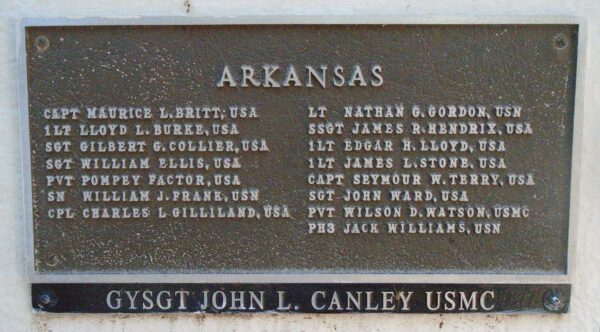 ARKANSAS
CAPT MAURICE L. BRITT, USA
1LT LLOYD L. BURKE, USA
SGT GILBERT G. COLLIER, USA
SGT WILLIAM ELLIS, USA
PVT POMPEY FACTOR, USA
SN WILLIAM J. FRANK, USN
CPL CHARLES L GILLILAND, USA
LT NATHAN G. GORDON, USN
SSGT JAMES R. HENDRIX, USA
1LT EDGAR H. LLOYD, USA
1LT JAMES L. STONE, USA
CAPT SEYMOUR W. TERRY, USA
SGT JOHN WARD, USA
PVT WILSON D. WATSON, USMC
PH3 JACK WILLIAMS, USN
GYSGT JOHN L. CANLEY USMC